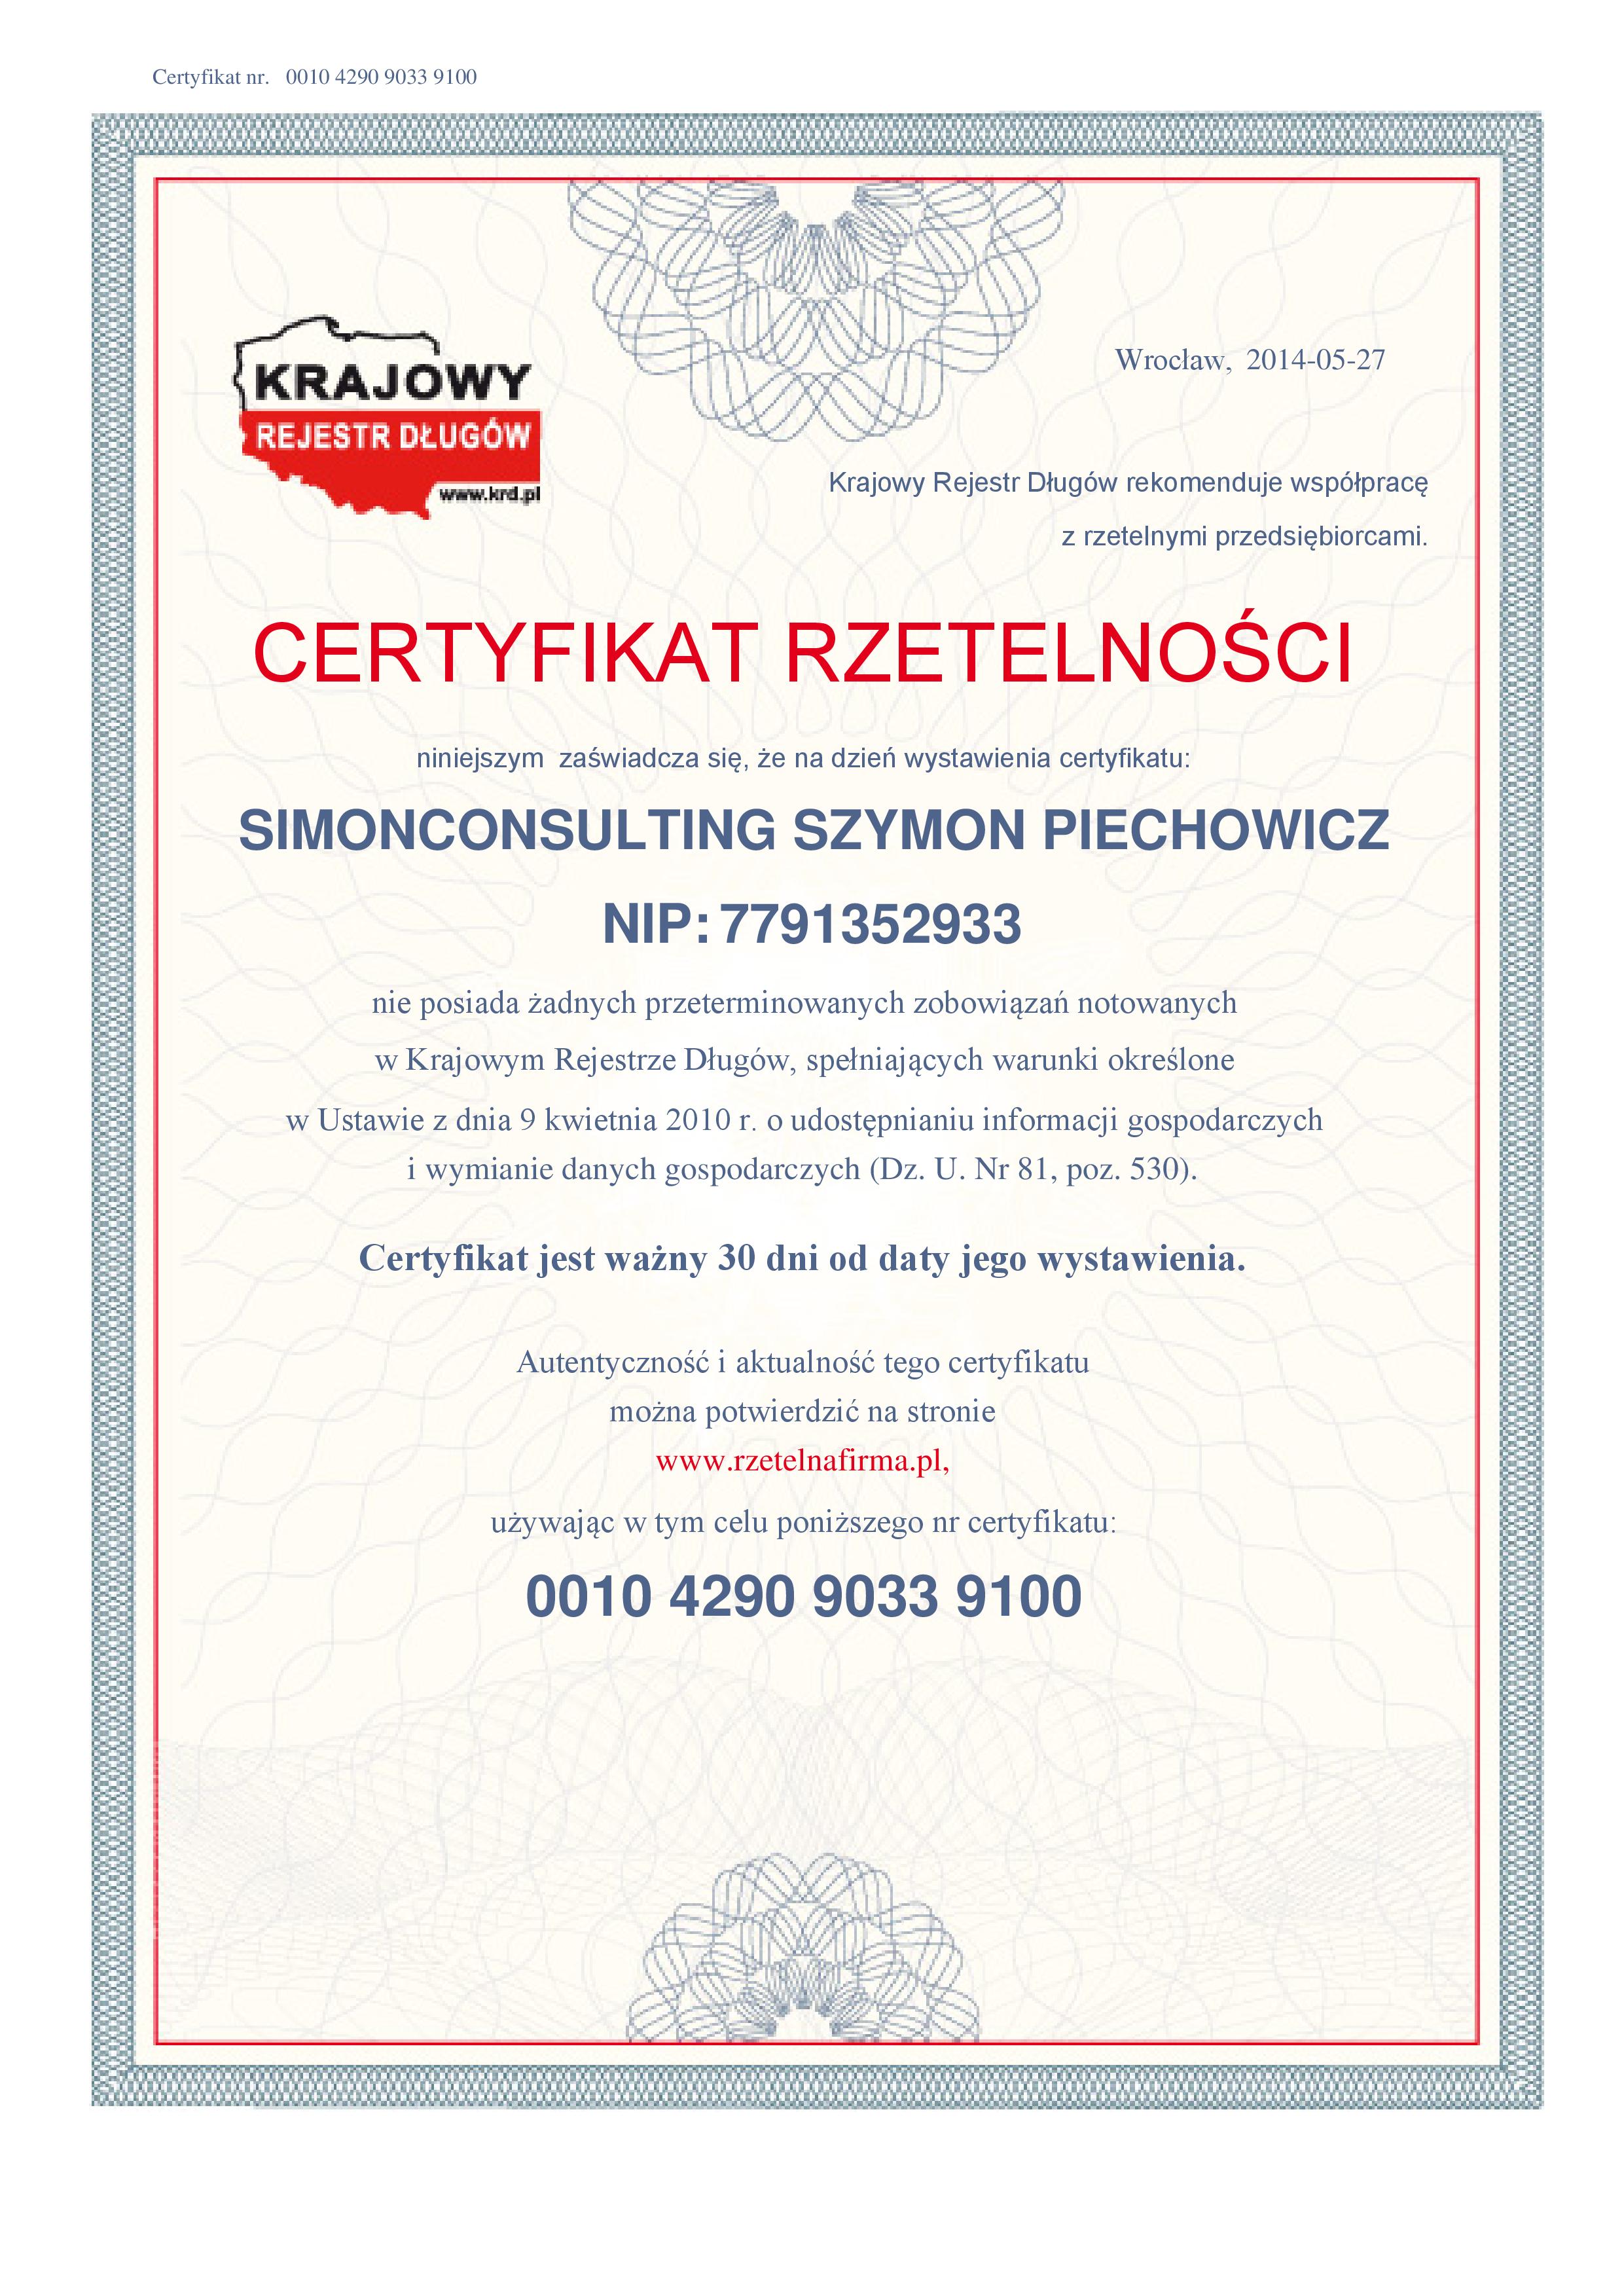 Certyfikat nr. 0010 4290 9033 9100
KRAJOWY
REJESTR DŁUGÓW
www.krd.pl
Wrocław, 2014-05-27
Krajowy Rejestr Długów rekomenduje współpracę
z rzetelnymi przedsiębiorcami.
CERTYFIKAT RZETELNOŚCI
niniejszym zaświadcza się, że na dzień wystawienia certyfikatu:
SIMONCONSULTING SZYMON PIECHOWICZ
NIP: 7791352933
nie posiada żadnych przeterminowanych zobowiązań notowanych
w Krajowym Rejestrze Długów, spełniających warunki określone
w Ustawie z dnia 9 kwietnia 2010 r. o udostępnianiu informacji gospodarczych
i wymianie danych gospodarczych (Dz. U. Nr 81, poz. 530).
Certyfikat jest ważny 30 dni od daty jego wystawienia.
Autentyczność i aktualność tego certyfikatu
można potwierdzić na stronie
www.rzetelnafirma.pl,
używając w tym celu poniższego nr certyfikatu:
0010 4290 9033 9100